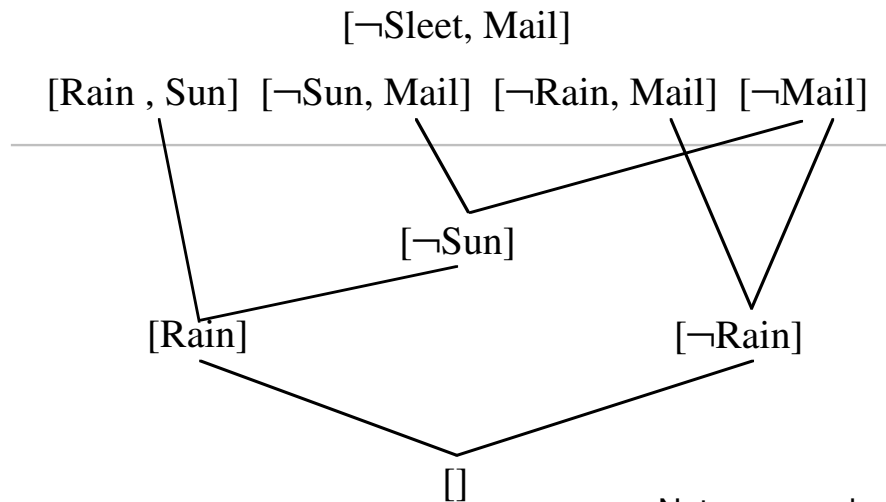 [¬Sleet, Mail]
[Rain , Sun] [¬Sun, Mail] [¬Rain, Mail] [¬Mail]
[¬Sun]
[Rain] [¬Rain]
[]